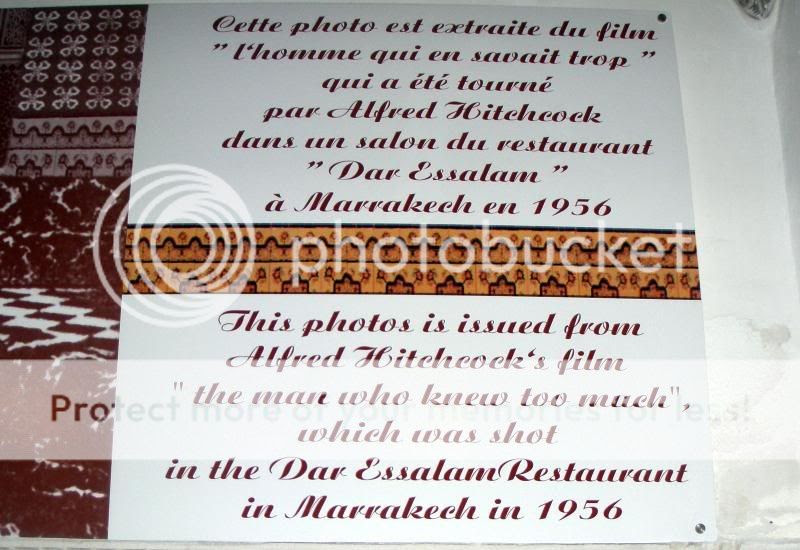 Cette photo est extraite du film
" l'homme qui en savait trop "
qui a été tourné
par Alfred Hitchcock
dans un salon du restaurant
" Dar Essalam "
à Marrakech en 1956
photobucket
This photos is issued from
Alfred Hitchcock's film
" the man who knew too much",
which was shot
Protect more of your memories for less!
in the Dar Essalam Restaurant
in Marrakech in 1956